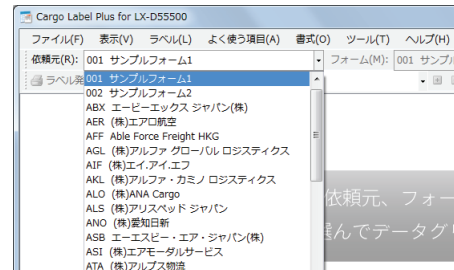 Cargo Label Plus for LX-D55500
ファイル(F) 表示(V) ラベル(L) よく使う項目(A) 書式(O) ツール(T) ヘルプ(H)
依頼元(R): 001 サンプルフォーム1 フォーム(M): 001 サンプル
ラベル発
001 サンプルフォーム1
002 サンプルフォーム2
ABX エービーエックス ジャパン(株)
AER (株)エアロ航空
AFF Able Force Freight HKG
AGL (株)アルファ グローバル ロジスティクス
AIF (株)エイ.アイ.エフ
AKL (株)アルファ・カミノ ロジスティクス
ALO (株)ANA Cargo
ALS (株)アリスペッド ジャパン
ANO (株)愛知日新
ASB エーエスビー・エア・ジャパン(株)
ASI (株)エアモーダルサービス
ATA (株)アルプス物流
依頼元、フォー
選んでデータグリ